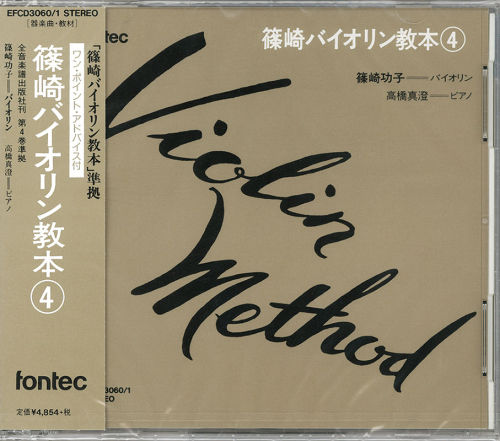 EFCD3060/1 STEREO
[器楽曲・教材]
「篠崎バイオリン教本」準拠
ワン・ポイント・アドバイス付
篠崎バイオリン教本④
全音楽譜出版社刊 第4巻準拠
篠崎功子──バイオリン 高橋真澄──ピアノ
fontec
定価¥4,854+税
fontec
篠崎バイオリン教本④
篠崎功子──バイオリン
高橋真澄──ピアノ
Violin
Method
3060/1
EO